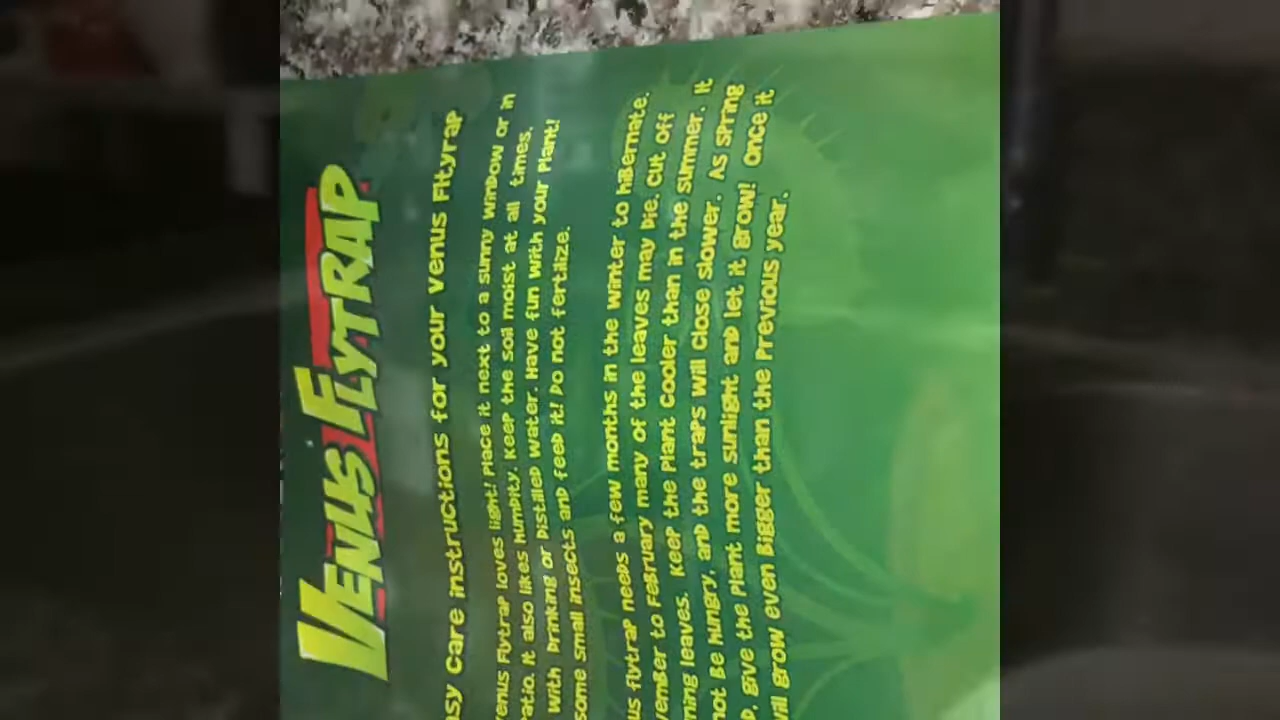 VENUS FLYTRAP
asy care instructions for your venus Fltyrap
venus Flytrap loves light! Place it next to a sunny window or in
patio. It also likes humdity. Keep the soil moist at all times,
with Drinking or Distilled water. Have fun with your Plant!
some small insects and feed it! Do not fertilize.
us flytrap needs a few months in the winter to hibernate.
vember to February many of the leaves may Die. Cut off
ning leaves. Keep the Plant cooler than in the summer. It
not be hungry, and the traps will close slower. As spring
D, give the Plant more sunlight and let it grow! Once it
will grow even bigger than the previous year.